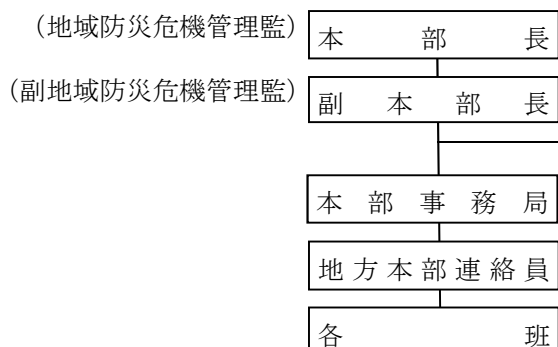 （地域防災危機管理監） 本部長
（副地域防災危機管理監） 副本部長
本部事務局
地方本部連絡員
各班